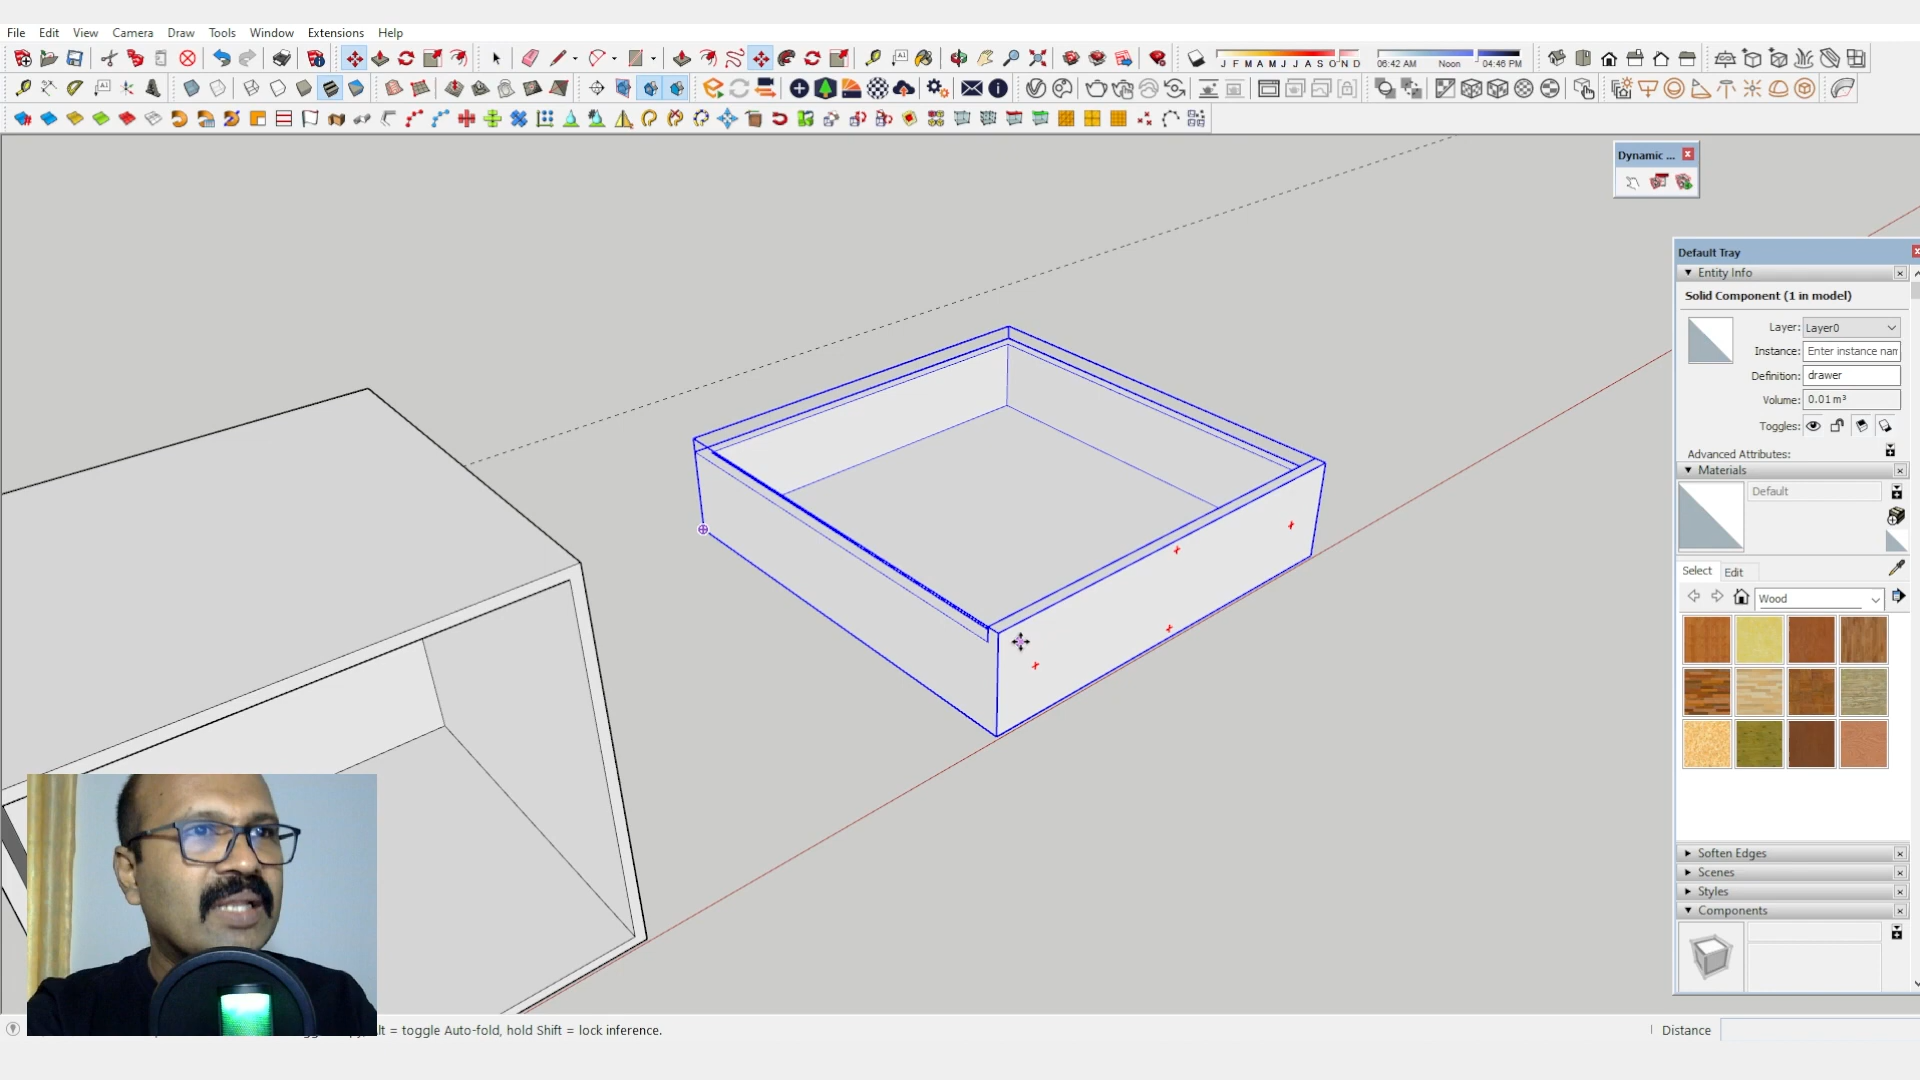 File Edit View Camera Draw Tools Window Extensions Help
J F M A M J J A S O N D
06:42 AM Noon 04:46 PM
Dynamic ...
Default Tray
Entity Info
Solid Component (1 in model)
Layer: Layer0
Instance: Enter instance nam
Definition: drawer
Volume: 0.01 m³
Toggles:
Advanced Attributes:
Materials
Default
Select Edit
Wood
Soften Edges
Scenes
Styles
Components
lt = toggle Auto-fold, hold Shift = lock inference.
Distance